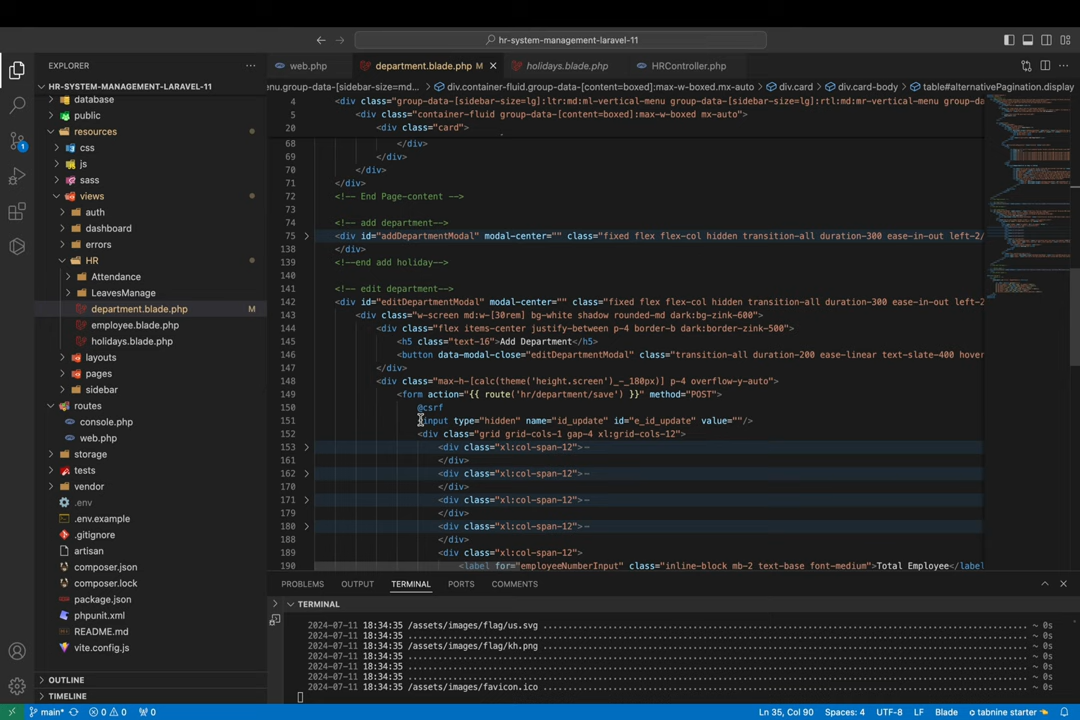 hr-system-management-laravel-11
EXPLORER
HR-SYSTEM-MANAGEMENT-LARAVEL-11
database
public
resources
css
js
sass
views
auth
dashboard
errors
HR
Attendance
LeavesManage
department.blade.php M
employee.blade.php
holidays.blade.php
layouts
pages
sidebar
routes
console.php
web.php
storage
tests
vendor
.env
.env.example
.gitignore
artisan
composer.json
composer.lock
package.json
phpunit.xml
README.md
vite.config.js
OUTLINE
TIMELINE
1
web.php department.blade.php M holidays.blade.php HRController.php
enu.group-data-[sidebar-size=md... div.container-fluid.group-data-[content=boxed]:max-w-boxed.mx-auto div.card div.card-body table#alternativePagination.display
4 <div class="group-data-[sidebar-size=lg]:ltr:md:ml-vertical-menu group-data-[sidebar-size=lg]:rtl:md:mr-vertical-menu group-da
5 <div class="container-fluid group-data-[content=boxed]:max-w-boxed mx-auto">
20 <div class="card">
68 </div>
69 </div>
70 </div>
71 </div>
72 <!-- End Page-content -->
73
74 <!-- add department-->
75 <div id="addDepartmentModal" modal-center="" class="fixed flex flex-col hidden transition-all duration-300 ease-in-out left-2/
138 </div>
139 <!--end add holiday-->
140
141 <!-- edit department-->
142 <div id="editDepartmentModal" modal-center="" class="fixed flex flex-col hidden transition-all duration-300 ease-in-out left-2
143 <div class="w-screen md:w-[30rem] bg-white shadow rounded-md dark:bg-zink-600">
144 <div class="flex items-center justify-between p-4 border-b dark:border-zink-500">
145 <h5 class="text-16">Add Department</h5>
146 <button data-modal-close="editDepartmentModal" class="transition-all duration-200 ease-linear text-slate-400 hover
147 </div>
148 <div class="max-h-[calc(theme('height.screen')_-_180px)] p-4 overflow-y-auto">
149 <form action="{{ route('hr/department/save') }}" method="POST">
150 @csrf
151 <input type="hidden" name="id_update" id="e_id_update" value=""/>
152 <div class="grid grid-cols-1 gap-4 xl:grid-cols-12">
153 <div class="xl:col-span-12">
161 </div>
162 <div class="xl:col-span-12">
170 </div>
171 <div class="xl:col-span-12">
179 </div>
180 <div class="xl:col-span-12">
188 </div>
189 <div class="xl:col-span-12">
190 <label for="employeeNumberInput" class="inline-block mb-2 text-base font-medium">Total Employee</label
PROBLEMS OUTPUT TERMINAL PORTS COMMENTS
TERMINAL
2024-07-11 18:34:35 /assets/images/flag/us.svg ~ 0s
2024-07-11 18:34:35 ~ 0s
2024-07-11 18:34:35 /assets/images/flag/kh.png ~ 0s
2024-07-11 18:34:35 ~ 0s
2024-07-11 18:34:35 ~ 0s
2024-07-11 18:34:35 ~ 0s
2024-07-11 18:34:35 /assets/images/favicon.ico ~ 0s
main* 0 0 0 Ln 35, Col 90 Spaces: 4 UTF-8 LF Blade tabnine starter